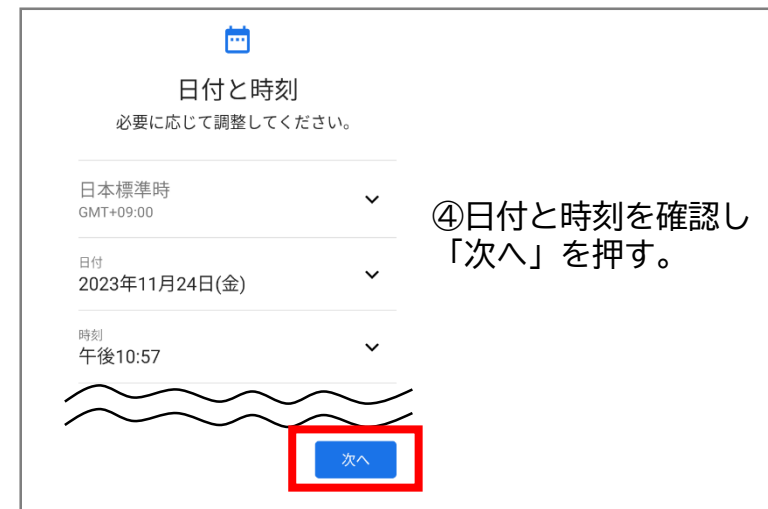 日付と時刻
必要に応じて調整してください。
日本標準時
GMT+09:00
日付
2023年11月24日(金)
時刻
午後10:57
次へ
④日付と時刻を確認し
「次へ」を押す。